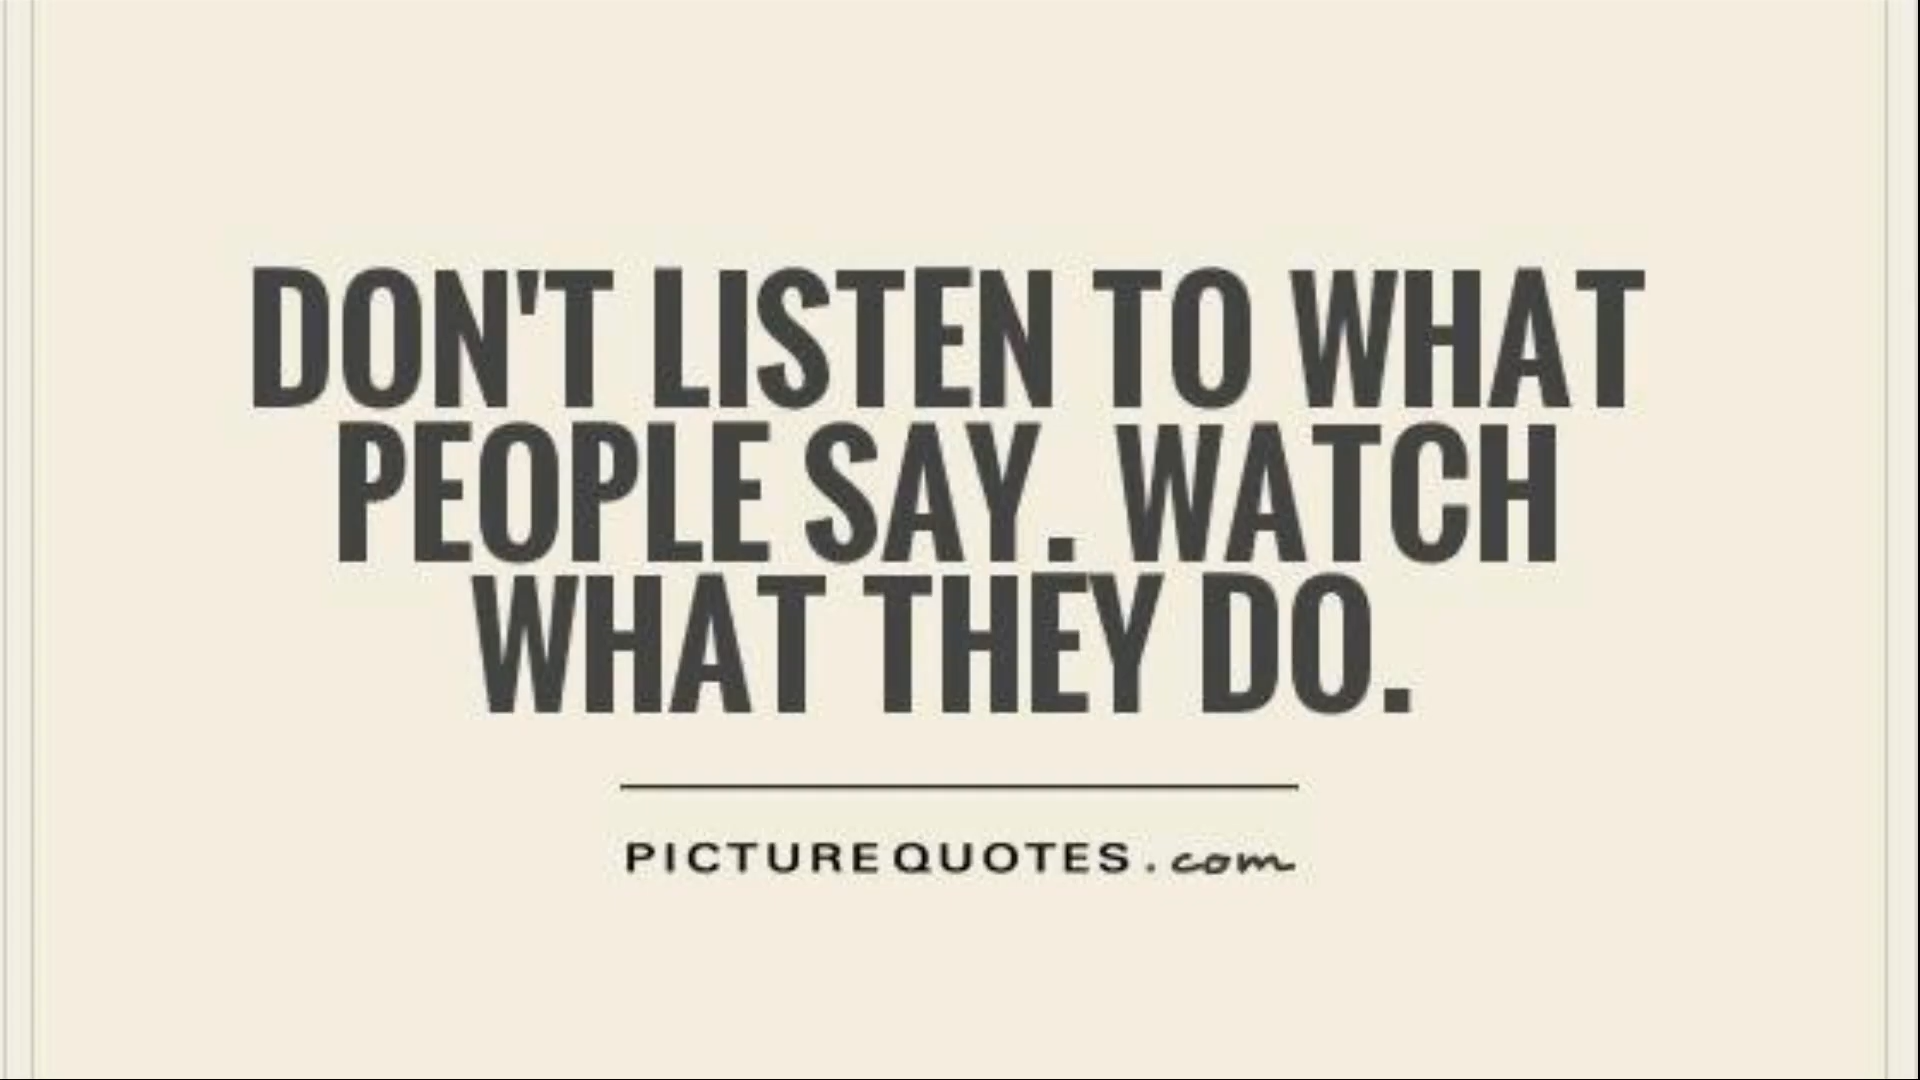 DON'T LISTEN TO WHAT
PEOPLE SAY. WATCH
WHAT THEY DO.
PICTUREQUOTES.com